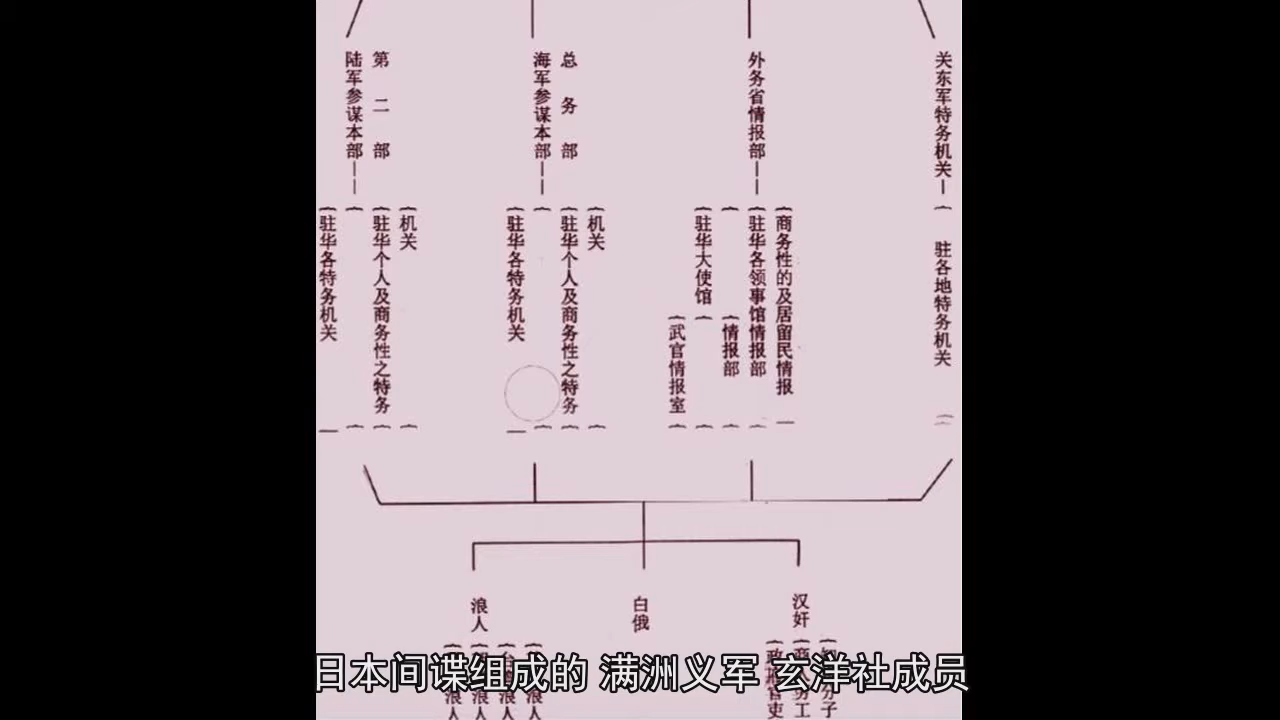 第二部
陆军参谋本部——
机关
驻华个人及商务性之特务
驻华各特务机关
总务部
海军参谋本部——
机关
驻华个人及商务性之特务
驻华各特务机关
外务省情报部——
商务性的及居留民情报
驻华各领事馆情报部
情报部
驻华大使馆
武官情报室
关东军特务机关—
驻各地特务机关
浪人
白俄
汉奸
日本间谍组成的 满洲义军 玄洋社成员